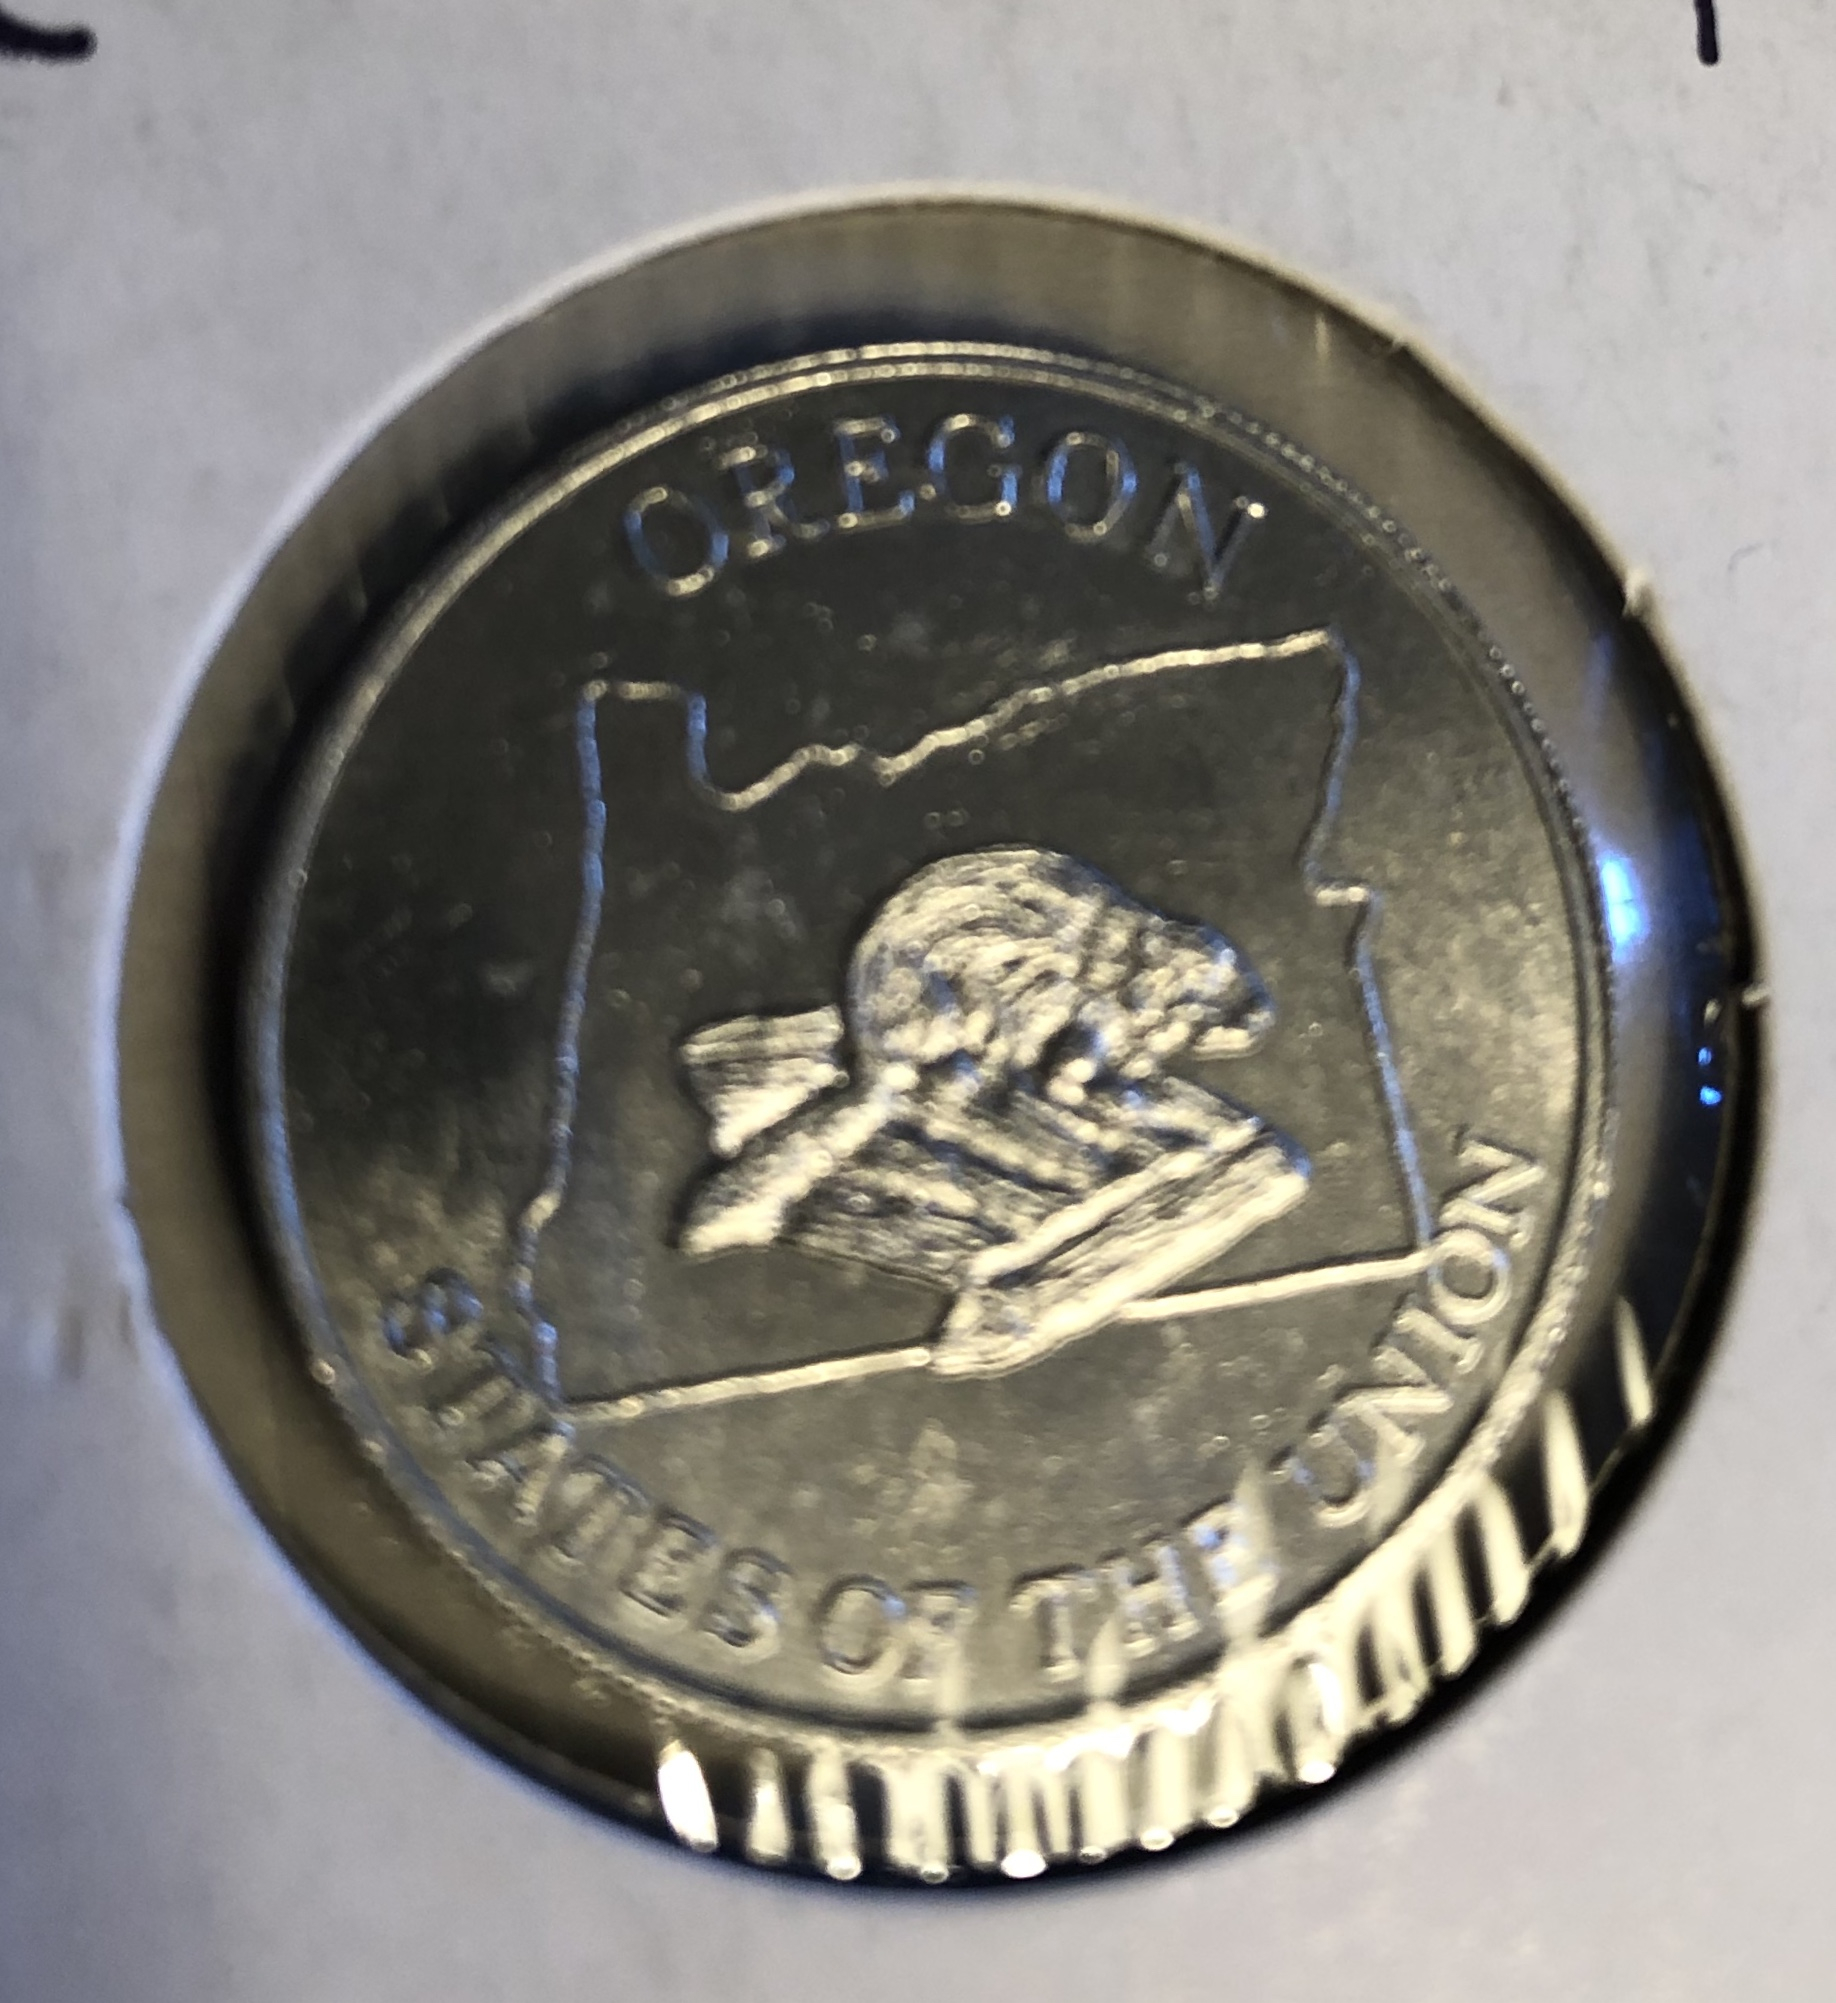 OREGON
STATES OF THE UNION